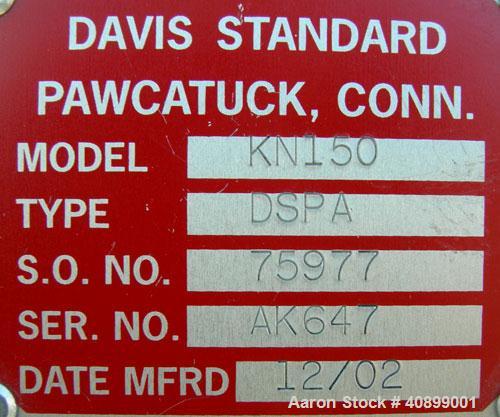 DAVIS STANDARD
PAWCATUCK, CONN.
MODEL KN150
TYPE DSPA
S.O. NO. 75977
SER. NO. AK647
DATE MFRD 12/02
Aaron Stock # 40899001